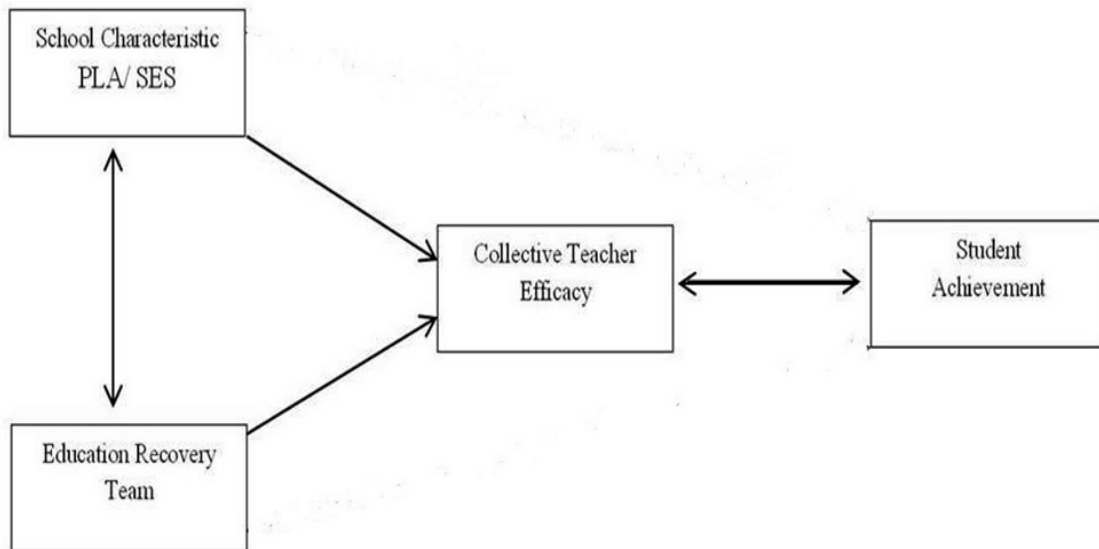 School Characteristic
PLA/ SES
Collective Teacher
Efficacy
Student
Achievement
Education Recovery
Team